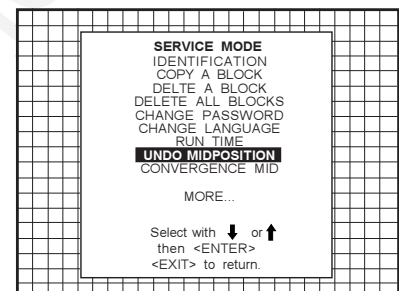 SERVICE MODE
IDENTIFICATION
COPY A BLOCK
DELTE A BLOCK
DELETE ALL BLOCKS
CHANGE PASSWORD
CHANGE LANGUAGE
RUN TIME
UNDO MIDPOSITION
CONVERGENCE MID
MORE...
Select with ⬇ or ⬆
then <ENTER>
<EXIT> to return.